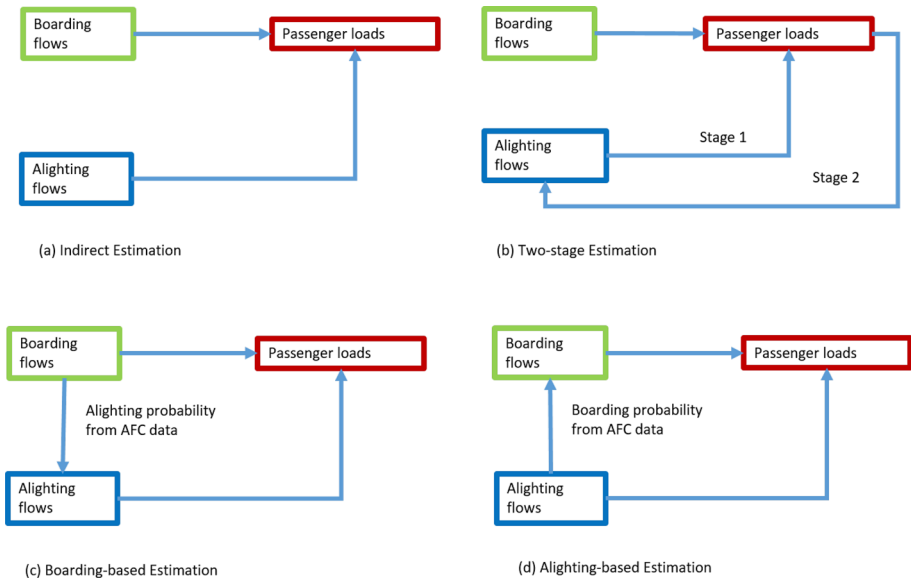 Boarding
flows
Passenger loads
Alighting
flows
(a) Indirect Estimation
Boarding
flows
Passenger loads
Alighting
flows
Stage 1
Stage 2
(b) Two-stage Estimation
Boarding
flows
Passenger loads
Alighting probability
from AFC data
Alighting
flows
(c) Boarding-based Estimation
Boarding
flows
Passenger loads
Boarding probability
from AFC data
Alighting
flows
(d) Alighting-based Estimation